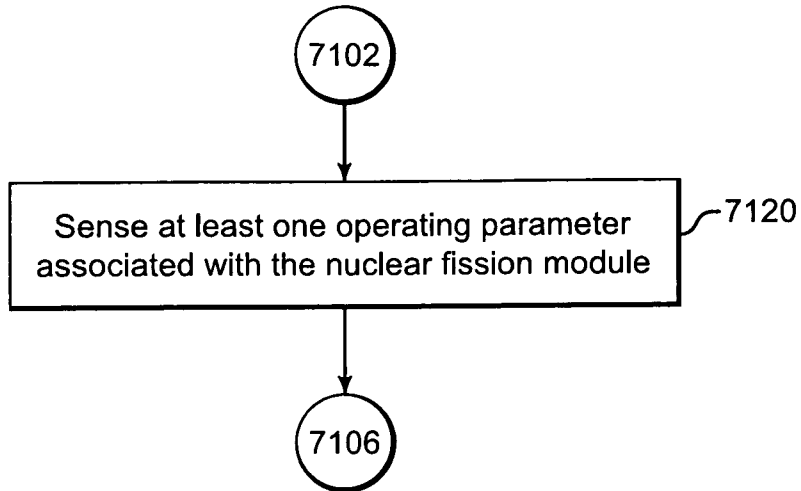 7102
Sense at least one operating parameter
associated with the nuclear fission module
7120
7106